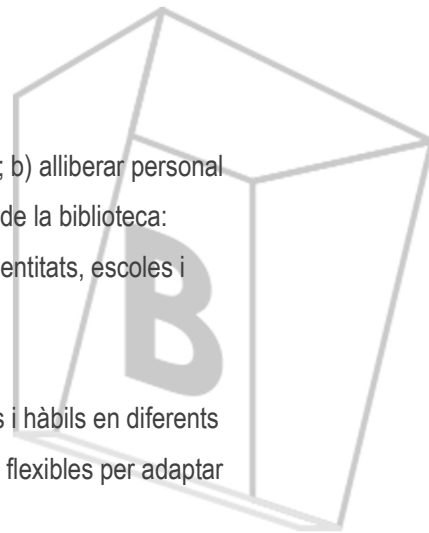 ; b) alliberar personal
de la biblioteca:
entitats, escoles i
B
s i hàbils en diferents
flexibles per adaptar